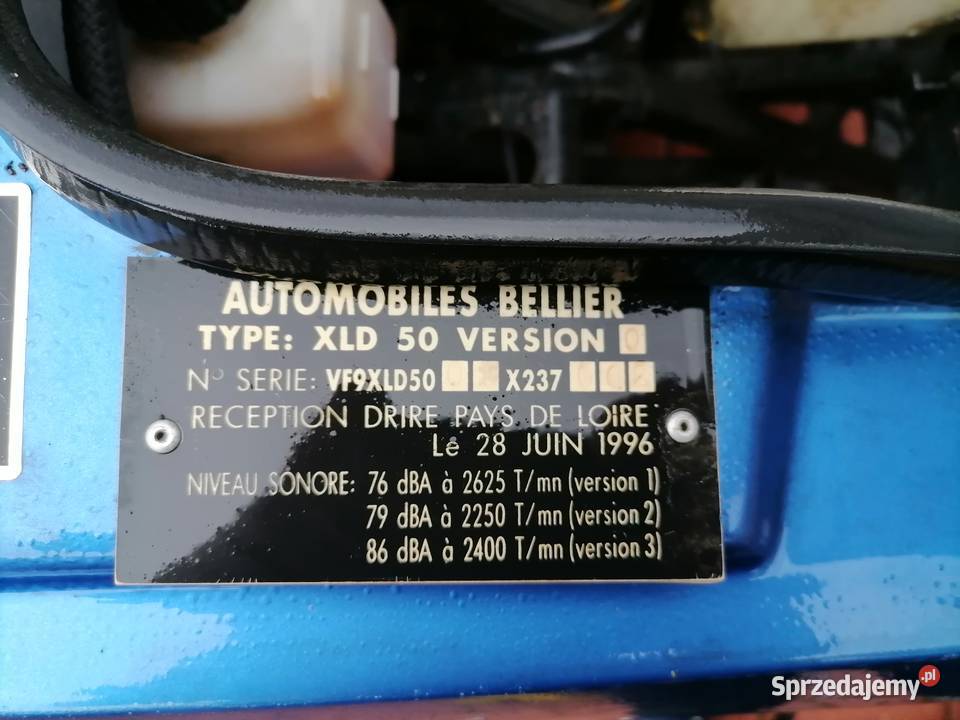 AUTOMOBILES BELLIER
TYPE: XLD 50 VERSION 0
N° SERIE: VF9XLD50 X237
RECEPTION DRIRE PAYS DE LOIRE
Le 28 JUIN 1996
NIVEAU SONORE: 76 dBA à 2625 T/mn (version 1)
79 dBA à 2250 T/mn (version 2)
86 dBA à 2400 T/mn (version 3)
Sprzedajemy.pl